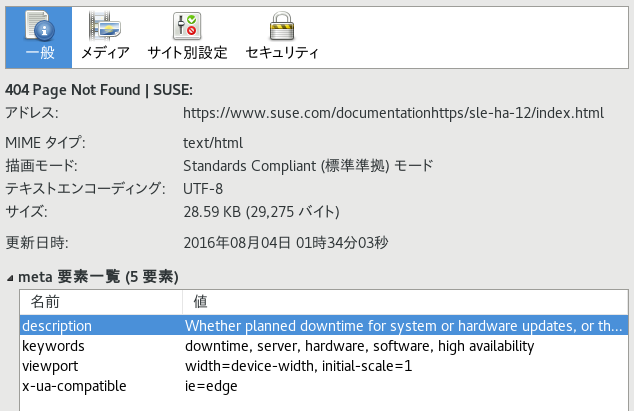 一般 メディア サイト別設定 セキュリティ
404 Page Not Found | SUSE:
アドレス: https://www.suse.com/documentationhttps/sle-ha-12/index.html
MIME タイプ: text/html
描画モード: Standards Compliant (標準準拠) モード
テキストエンコーディング: UTF-8
サイズ: 28.59 KB (29,275 バイト)
更新日時: 2016年08月04日 01時34分03秒
meta 要素一覧 (5 要素)
名前 値
description Whether planned downtime for system or hardware updates, or th...
keywords downtime, server, hardware, software, high availability
viewport width=device-width, initial-scale=1
x-ua-compatible ie=edge